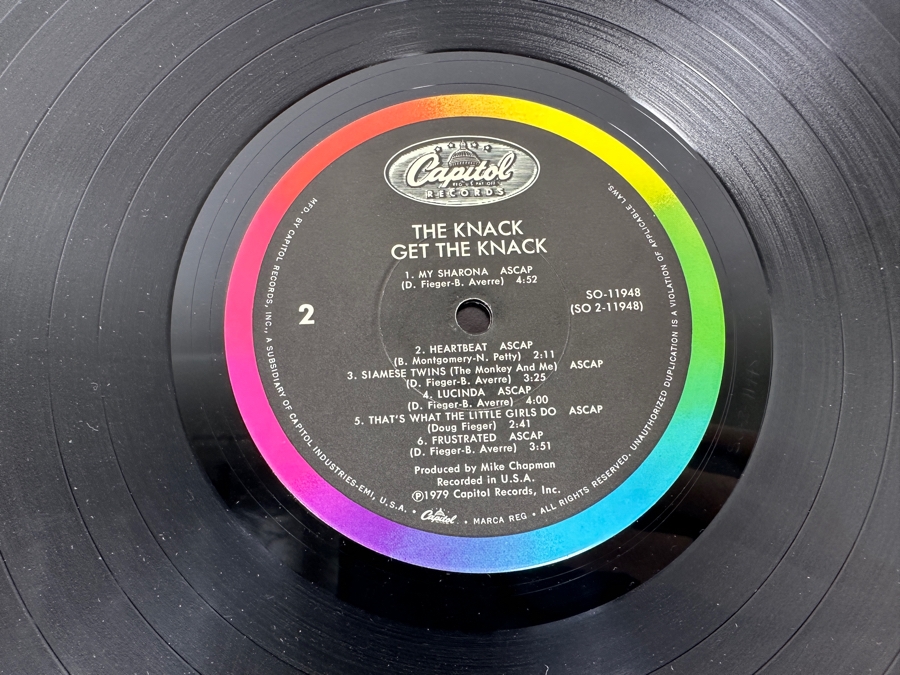 Capitol
REG. U.S. PAT. OFF.
RECORDS
THE KNACK
GET THE KNACK
1. MY SHARONA ASCAP
(D. Fieger-B. Averre) 4:52
2
SO-11948
(SO 2-11948)
2. HEARTBEAT ASCAP
(B. Montgomery-N. Petty) 2:11
3. SIAMESE TWINS (The Monkey And Me) ASCAP
(D. Fieger-B. Averre) 3:25
4. LUCINDA ASCAP
(D. Fieger-B. Averre) 4:00
5. THAT'S WHAT THE LITTLE GIRLS DO ASCAP
(Doug Fieger) 2:41
6. FRUSTRATED ASCAP
(D. Fieger-B. Averre) 3:51
Produced by Mike Chapman
Recorded in U.S.A.
Ⓟ1979 Capitol Records, Inc.
MFD. BY CAPITOL RECORDS, INC., A SUBSIDIARY OF CAPITOL INDUSTRIES-EMI, U.S.A. • Capitol • MARCA REG • ALL RIGHTS RESERVED. UNAUTHORIZED DUPLICATION IS A VIOLATION OF APPLICABLE LAWS.